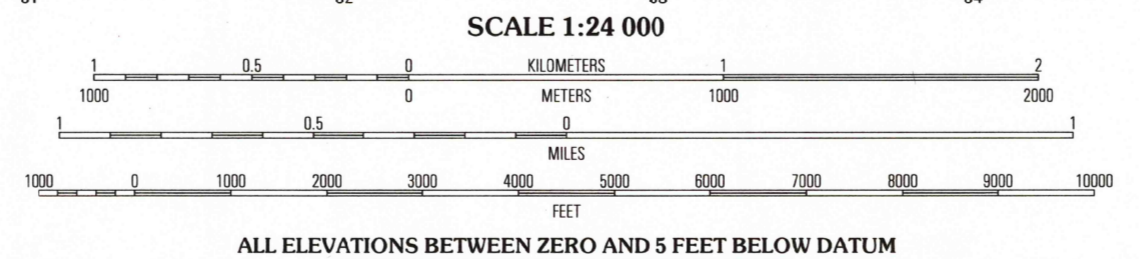 SCALE 1:24 000
1 0.5 0 KILOMETERS 1 2
1000 0 METERS 1000 2000
1 0.5 0 1
MILES
1000 0 1000 2000 3000 4000 5000 6000 7000 8000 9000 10000
FEET
ALL ELEVATIONS BETWEEN ZERO AND 5 FEET BELOW DATUM